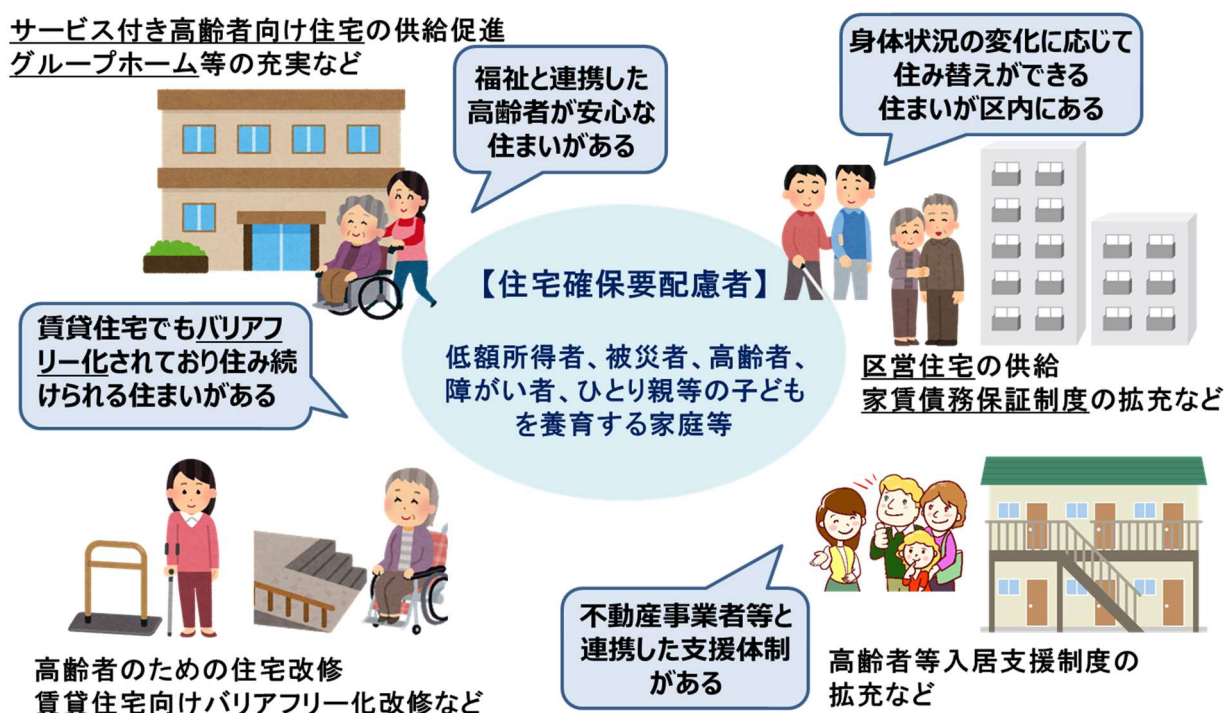 サービス付き高齢者向け住宅の供給促進
グループホーム等の充実など
福祉と連携した
高齢者が安心な
住まいがある
身体状況の変化に応じて
住み替えができる
住まいが区内にある
【住宅確保要配慮者】
低額所得者、被災者、高齢者、
障がい者、ひとり親等の子ども
を養育する家庭等
賃貸住宅でもバリアフ
リー化されており住み続
けられる住まいがある
区営住宅の供給
家賃債務保証制度の拡充など
高齢者のための住宅改修
賃貸住宅向けバリアフリー化改修など
不動産事業者等と
連携した支援体制
がある
高齢者等入居支援制度の
拡充など